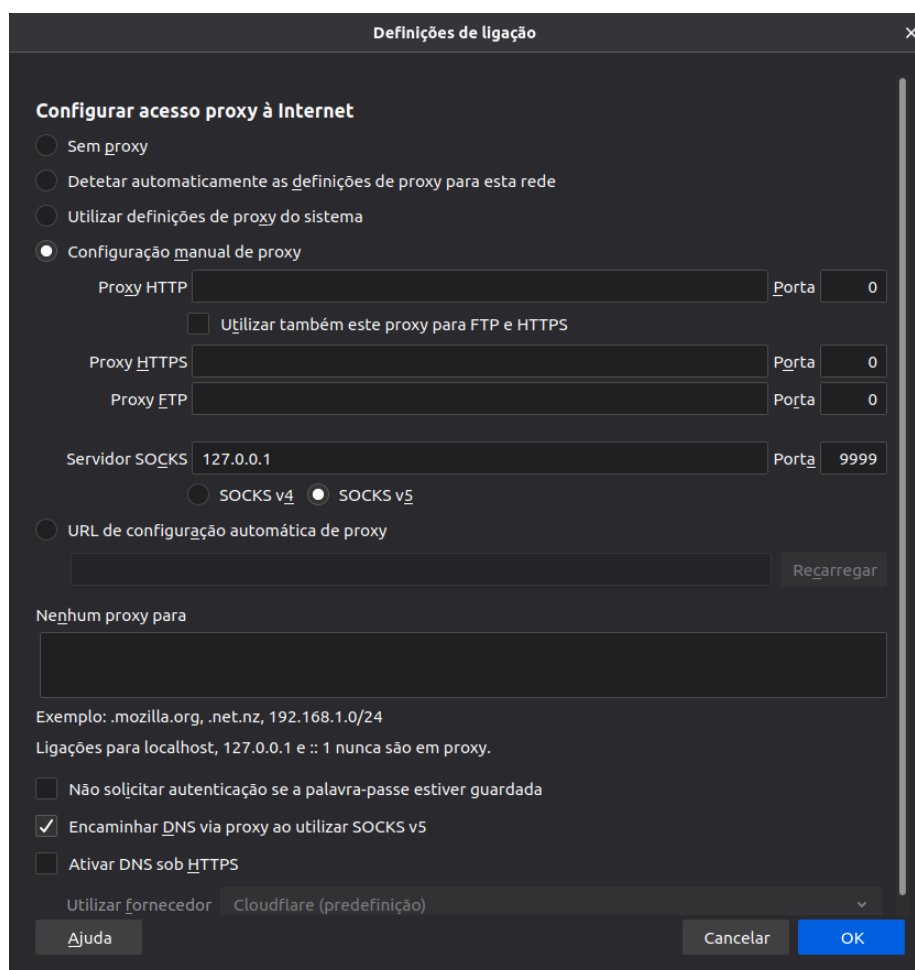 Definições de ligação
Configurar acesso proxy à Internet
Sem proxy
Detetar automaticamente as definições de proxy para esta rede
Utilizar definições de proxy do sistema
Configuração manual de proxy
Proxy HTTP Porta 0
Utilizar também este proxy para FTP e HTTPS
Proxy HTTPS Porta 0
Proxy FTP Porta 0
Servidor SOCKS 127.0.0.1 Porta 9999
SOCKS v4 SOCKS v5
URL de configuração automática de proxy
Recarregar
Nenhum proxy para
Exemplo: .mozilla.org, .net.nz, 192.168.1.0/24
Ligações para localhost, 127.0.0.1 e :: 1 nunca são em proxy.
Não solicitar autenticação se a palavra-passe estiver guardada
Encaminhar DNS via proxy ao utilizar SOCKS v5
Ativar DNS sob HTTPS
Utilizar fornecedor Cloudflare (predefinição)
Ajuda Cancelar OK